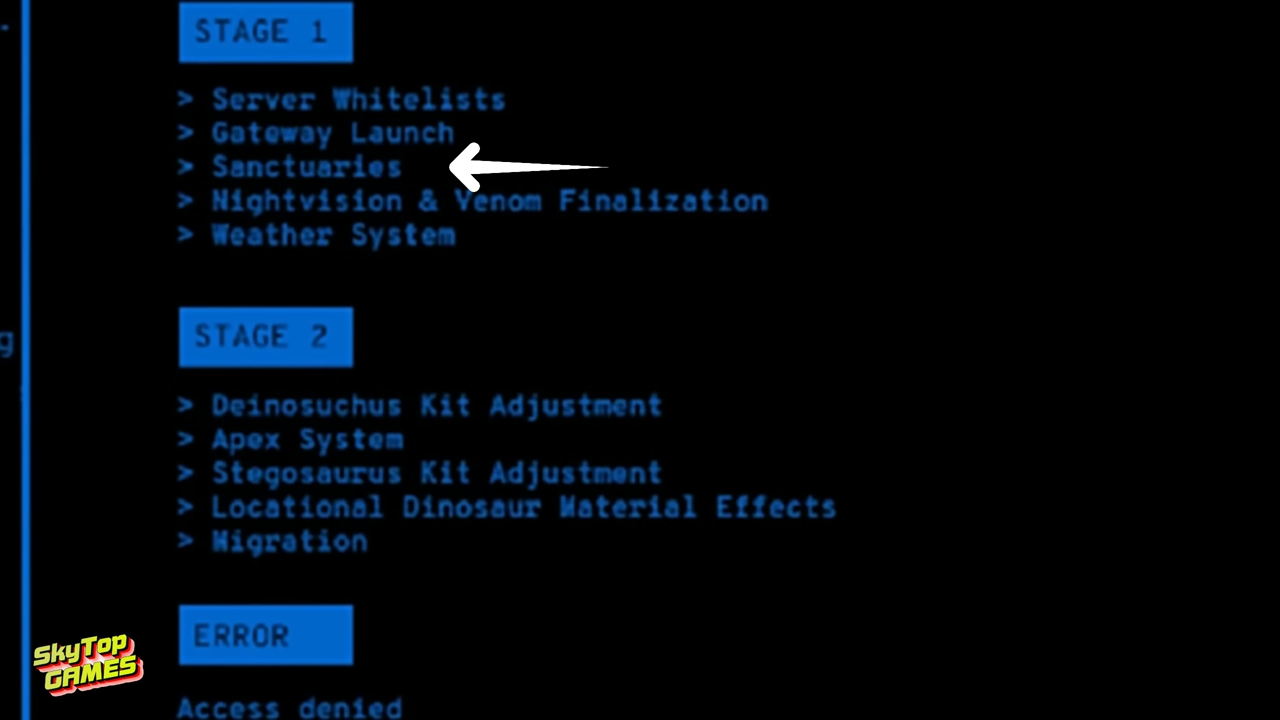 STAGE 1
> Server Whitelists
> Gateway Launch
> Sanctuaries
> Nightvision & Venom Finalization
> Weather System
STAGE 2
> Deinosuchus Kit Adjustment
> Apex System
> Stegosaurus Kit Adjustment
> Locational Dinosaur Material Effects
> Migration
ERROR
Access denied
SkyTop
GAMES